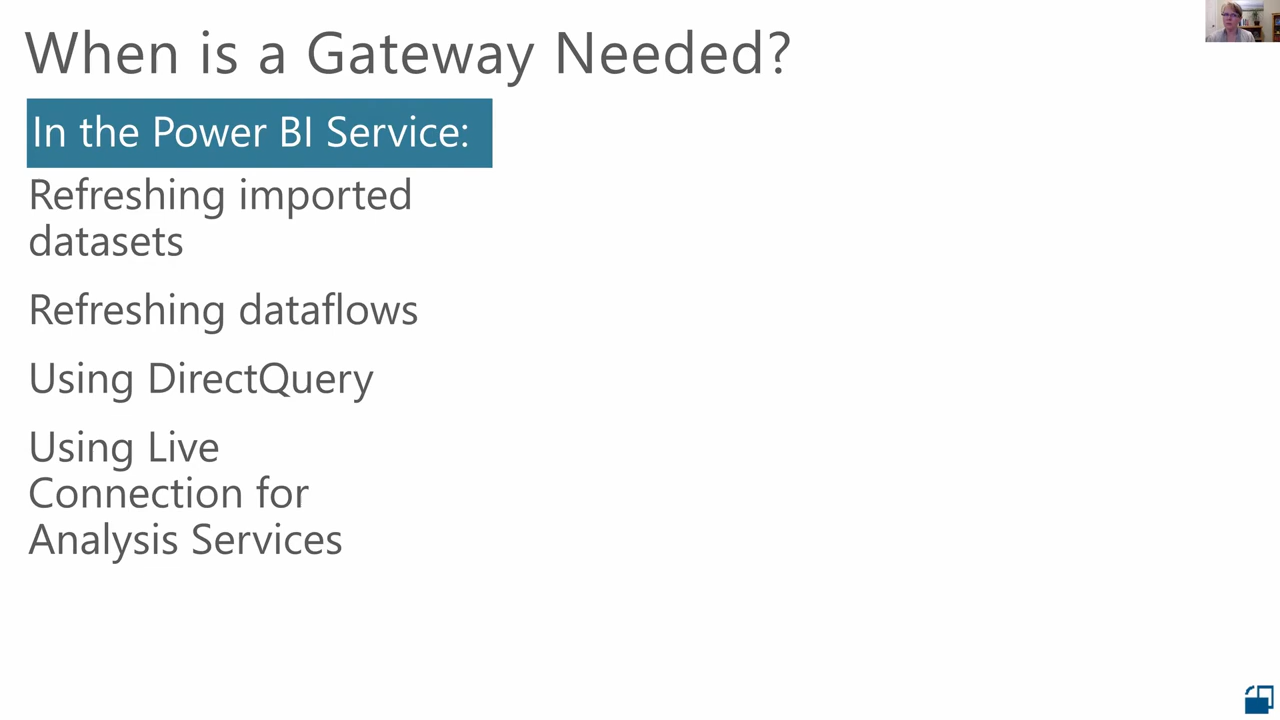 When is a Gateway Needed?
In the Power BI Service:
Refreshing imported
datasets
Refreshing dataflows
Using DirectQuery
Using Live
Connection for
Analysis Services